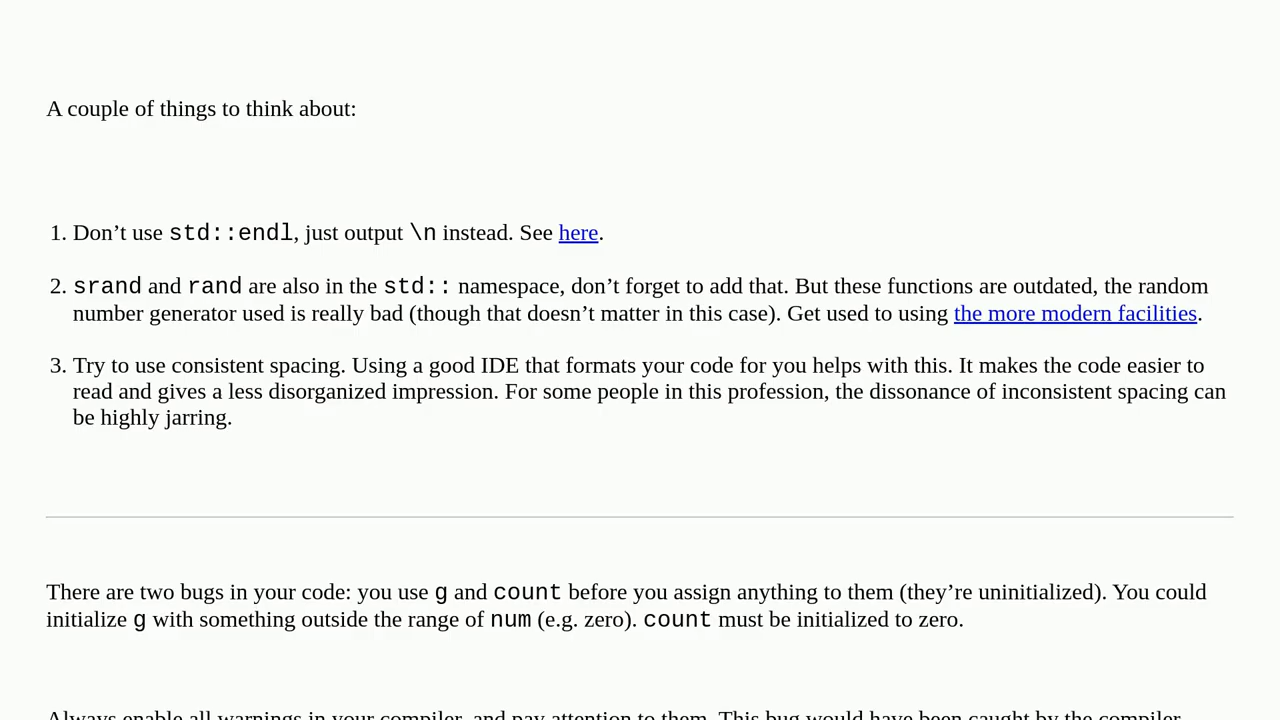 A couple of things to think about:
1. Don’t use std::endl, just output \n instead. See here.
2. srand and rand are also in the std:: namespace, don’t forget to add that. But these functions are outdated, the random
number generator used is really bad (though that doesn’t matter in this case). Get used to using the more modern facilities.
3. Try to use consistent spacing. Using a good IDE that formats your code for you helps with this. It makes the code easier to
read and gives a less disorganized impression. For some people in this profession, the dissonance of inconsistent spacing can
be highly jarring.
There are two bugs in your code: you use g and count before you assign anything to them (they’re uninitialized). You could
initialize g with something outside the range of num (e.g. zero). count must be initialized to zero.
Always enable all warnings in your compiler, and pay attention to them. This bug would have been caught by the compiler.